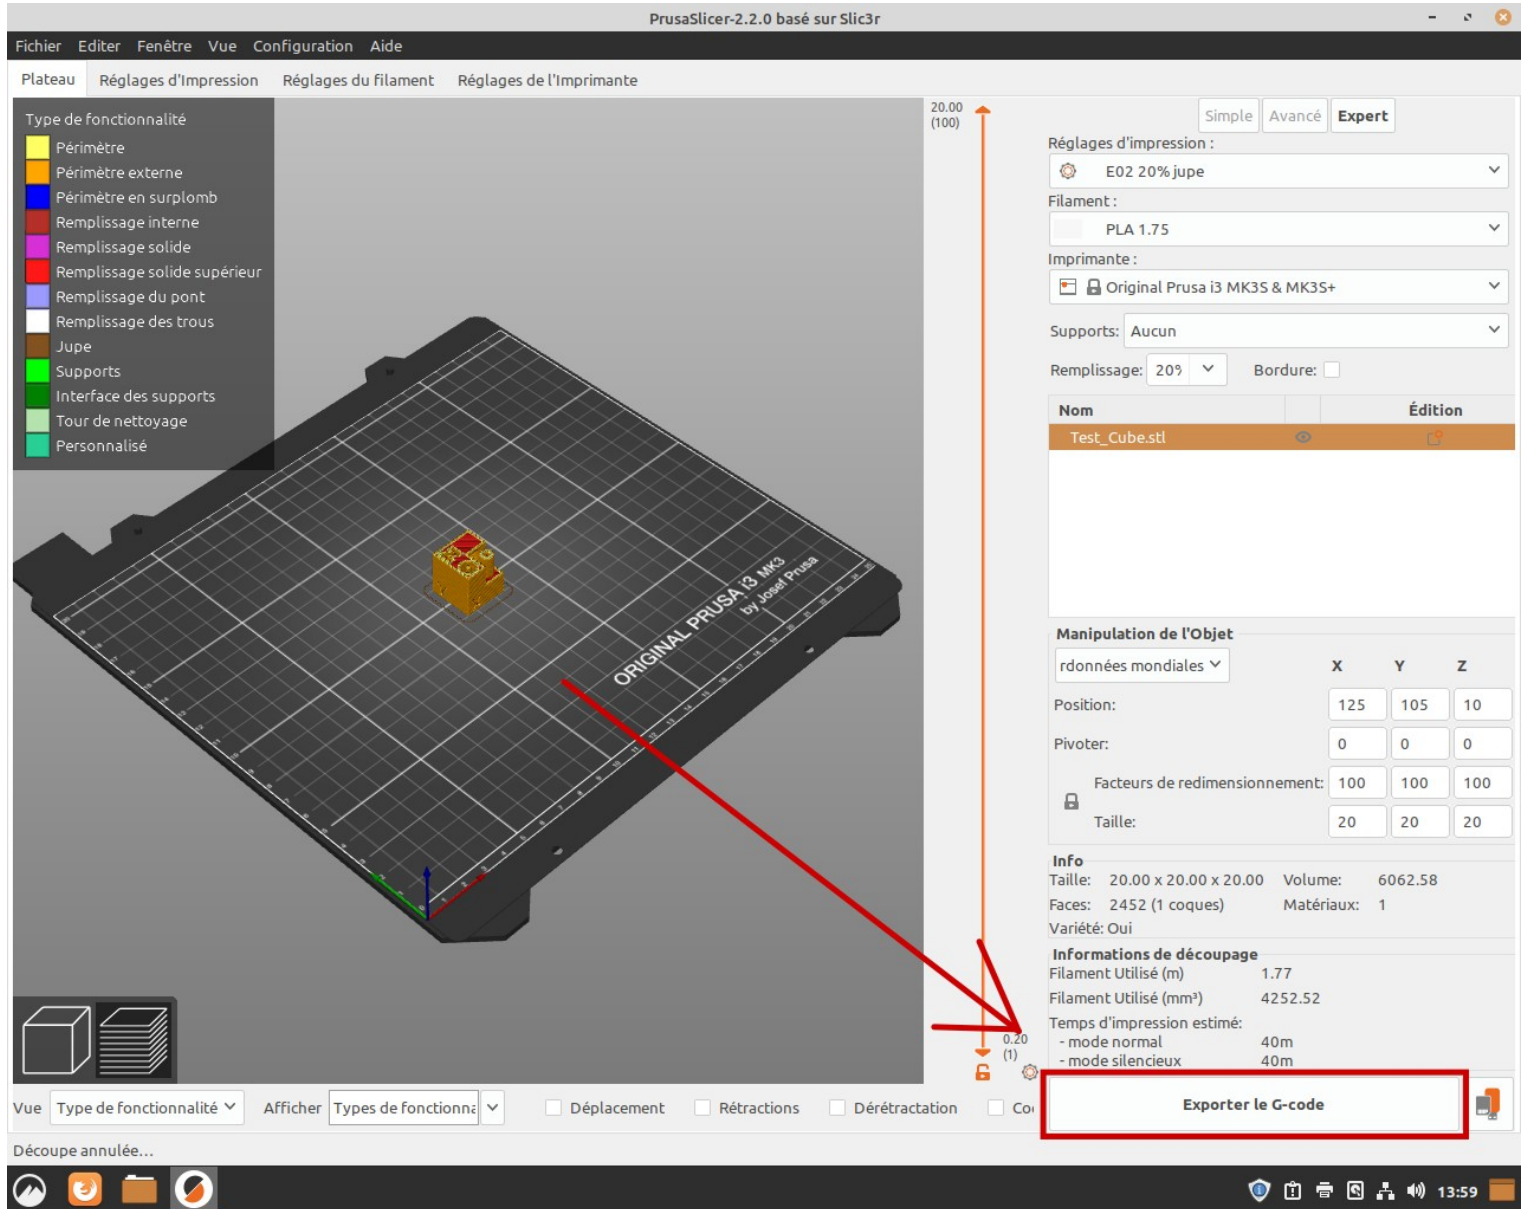 PrusaSlicer-2.2.0 basé sur Slic3r
Fichier Editer Fenêtre Vue Configuration Aide
Plateau Réglages d'Impression Réglages du filament Réglages de l'Imprimante
Type de fonctionnalité
Périmètre
Périmètre externe
Périmètre en surplomb
Remplissage interne
Remplissage solide
Remplissage solide supérieur
Remplissage du pont
Remplissage des trous
Jupe
Supports
Interface des supports
Tour de nettoyage
Personnalisé
ORIGINAL PRUSA i3 MK3
by Josef Prusa
20.00
(100)
0.20
(1)
Simple Avancé Expert
Réglages d'impression :
E02 20% jupe
Filament :
PLA 1.75
Imprimante :
Original Prusa i3 MK3S & MK3S+
Supports: Aucun
Remplissage: 20% Bordure:
Nom Édition
Test_Cube.stl
Manipulation de l'Objet
rdonnées mondiales X Y Z
Position: 125 105 10
Pivoter: 0 0 0
Facteurs de redimensionnement: 100 100 100
Taille: 20 20 20
Info
Taille: 20.00 x 20.00 x 20.00 Volume: 6062.58
Faces: 2452 (1 coques) Matériaux: 1
Variété: Oui
Informations de découpage
Filament Utilisé (m) 1.77
Filament Utilisé (mm³) 4252.52
Temps d'impression estimé:
- mode normal 40m
- mode silencieux 40m
Exporter le G-code
Vue Type de fonctionnalité Afficher Types de fonctionn Déplacement Rétractions Dérétractation Co
Découpe annulée...
13:59